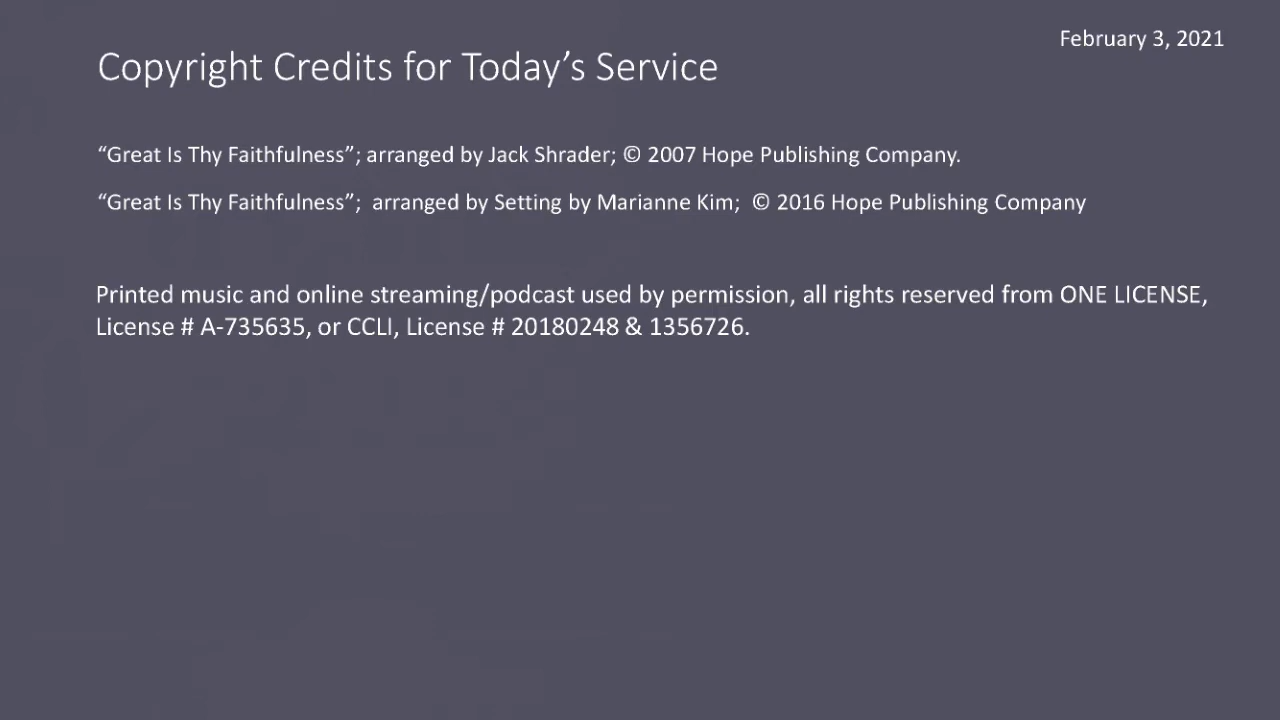 February 3, 2021
Copyright Credits for Today’s Service
“Great Is Thy Faithfulness”; arranged by Jack Shrader; © 2007 Hope Publishing Company.
“Great Is Thy Faithfulness”;  arranged by Setting by Marianne Kim;  © 2016 Hope Publishing Company
Printed music and online streaming/podcast used by permission, all rights reserved from ONE LICENSE,
License # A-735635, or CCLI, License # 20180248 & 1356726.